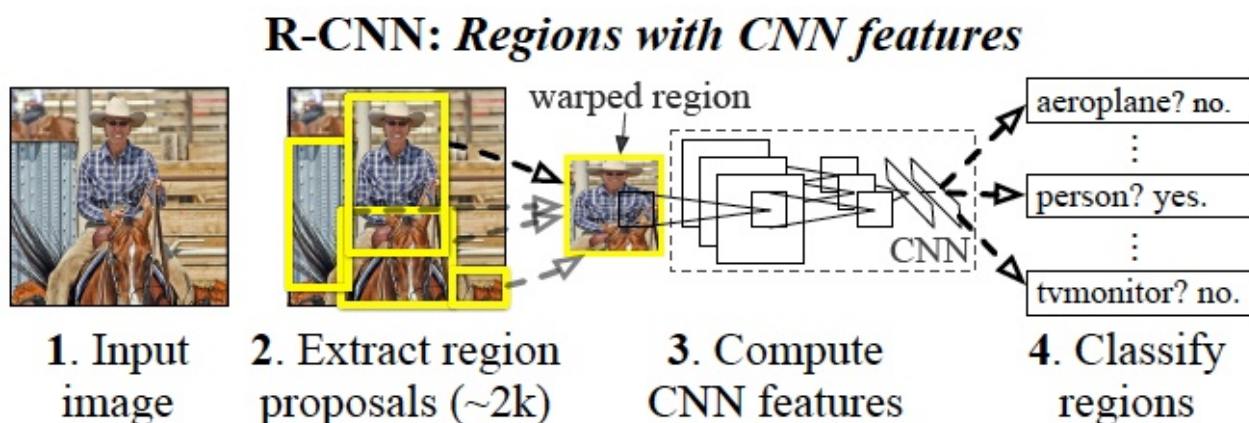 R-CNN: Regions with CNN features
warped region
aeroplane? no.
⋮
person? yes.
⋮
tvmonitor? no.
CNN
1. Input
image
2. Extract region
proposals (~2k)
3. Compute
CNN features
4. Classify
regions